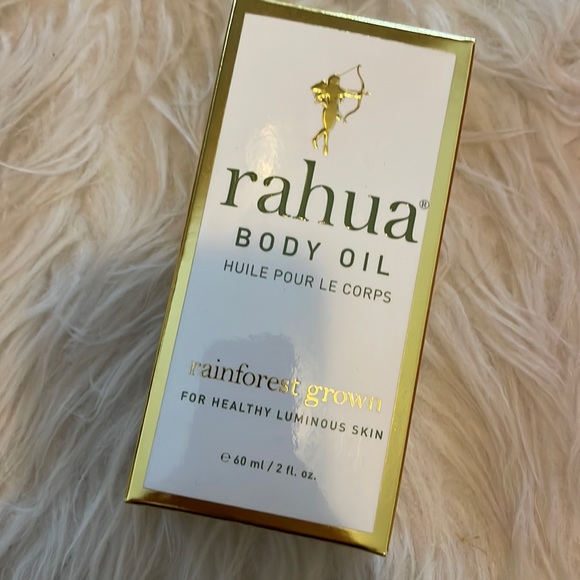 rahua®
BODY OIL
HUILE POUR LE CORPS
rainforest grown
FOR HEALTHY LUMINOUS SKIN
℮ 60 ml / 2 fl. oz.